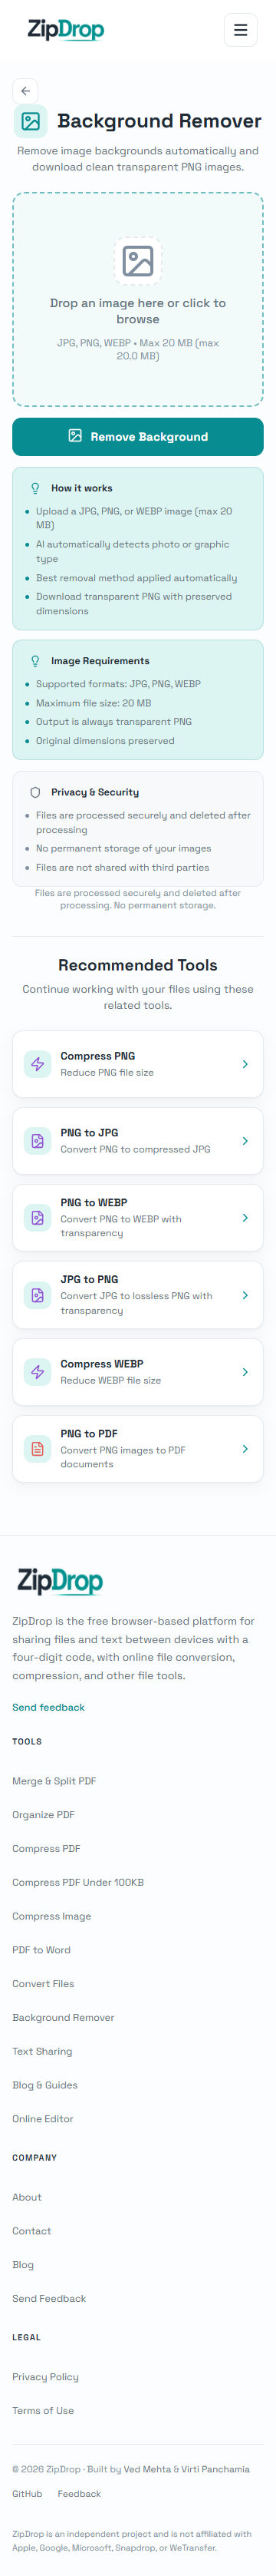 ZipDrop
Background Remover
Remove image backgrounds automatically and
download clean transparent PNG images.
Drop an image here or click to
browse
JPG, PNG, WEBP • Max 20 MB (max
20.0 MB)
Remove Background
How it works
Upload a JPG, PNG, or WEBP image (max 20
MB)
AI automatically detects photo or graphic
type
Best removal method applied automatically
Download transparent PNG with preserved
dimensions
Image Requirements
Supported formats: JPG, PNG, WEBP
Maximum file size: 20 MB
Output is always transparent PNG
Original dimensions preserved
Privacy & Security
Files are processed securely and deleted after
processing
No permanent storage of your images
Files are not shared with third parties
Files are processed securely and deleted after
processing. No permanent storage.
Recommended Tools
Continue working with your files using these
related tools.
Compress PNG
Reduce PNG file size
PNG to JPG
Convert PNG to compressed JPG
PNG to WEBP
Convert PNG to WEBP with
transparency
JPG to PNG
Convert JPG to lossless PNG with
transparency
Compress WEBP
Reduce WEBP file size
PNG to PDF
Convert PNG images to PDF
documents
ZipDrop
ZipDrop is the free browser-based platform for
sharing files and text between devices with a
four-digit code, with online file conversion,
compression, and other file tools.
Send feedback
TOOLS
Merge & Split PDF
Organize PDF
Compress PDF
Compress PDF Under 100KB
Compress Image
PDF to Word
Convert Files
Background Remover
Text Sharing
Blog & Guides
Online Editor
COMPANY
About
Contact
Blog
Send Feedback
LEGAL
Privacy Policy
Terms of Use
© 2026 ZipDrop · Built by Ved Mehta & Virti Panchamia
GitHub Feedback
ZipDrop is an independent project and is not affiliated with
Apple, Google, Microsoft, Snapdrop, or WeTransfer.